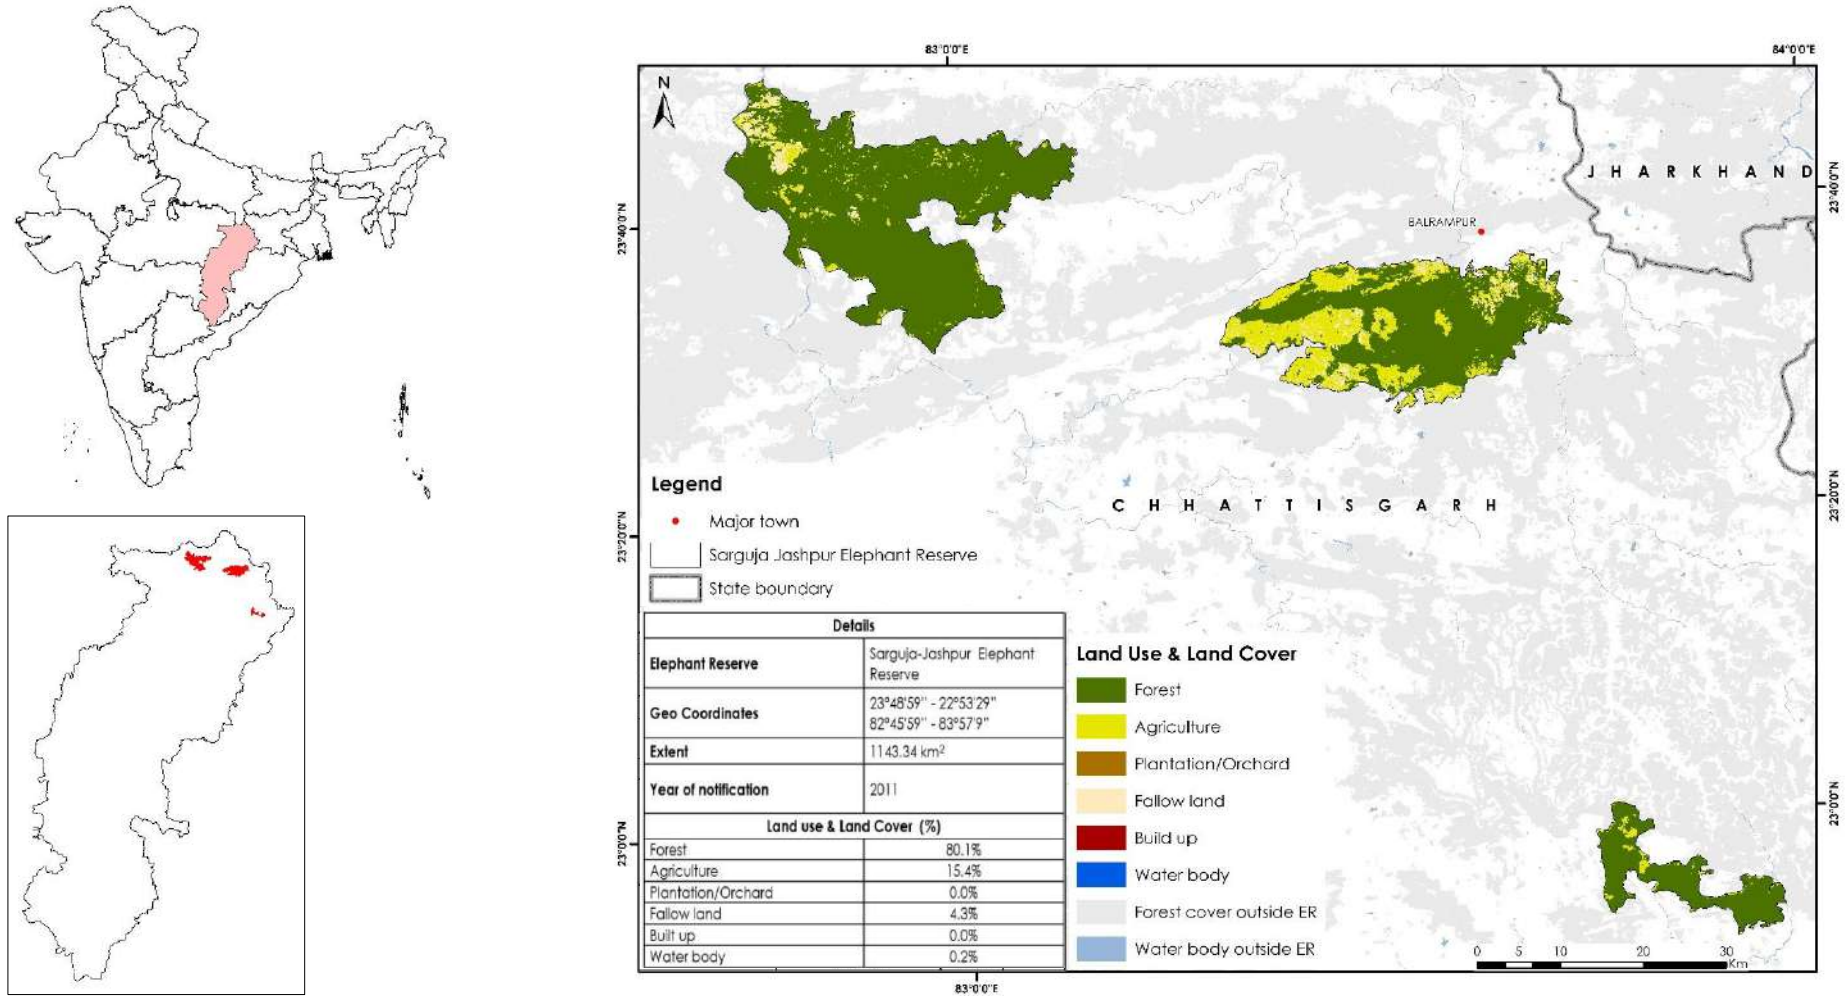 83°0'0"E
84°0'0"E
N
J H A R K H A N D
23°40'0"N
23°40'0"N
BALRAMPUR
C H H A T T I S G A R H
23°20'0"N
23°20'0"N
Legend
Major town
Sarguja Jashpur Elephant Reserve
State boundary
Details
Elephant Reserve
Sarguja-Jashpur Elephant
Reserve
Geo Coordinates
23°48'59" - 22°53'29"
82°45'59" - 83°57'9"
Extent
1143.34 km²
Year of notification
2011
Land use & Land Cover (%)
Forest 80.1%
Agriculture 15.4%
Plantation/Orchard 0.0%
Fallow land 4.3%
Built up 0.0%
Water body 0.2%
Land Use & Land Cover
Forest
Agriculture
Plantation/Orchard
Fallow land
Build up
Water body
Forest cover outside ER
Water body outside ER
23°0'0"N
23°0'0"N
0 5 10 20 30
Km
83°0'0"E